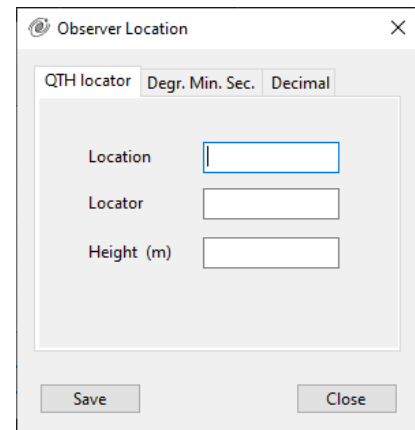 Observer Location
QTH locator Degr. Min. Sec. Decimal
Location
Locator
Height (m)
Save Close